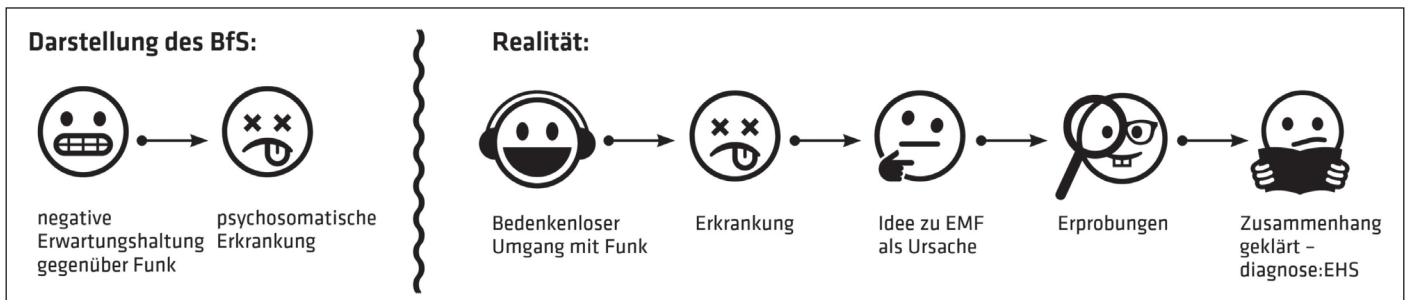 Darstellung des BfS:
negative
Erwartungshaltung
gegenüber Funk
psychosomatische
Erkrankung
Realität:
Bedenkenloser
Umgang mit Funk
Erkrankung
Idee zu EMF
als Ursache
Erprobungen
Zusammenhang
geklärt –
diagnose:EHS